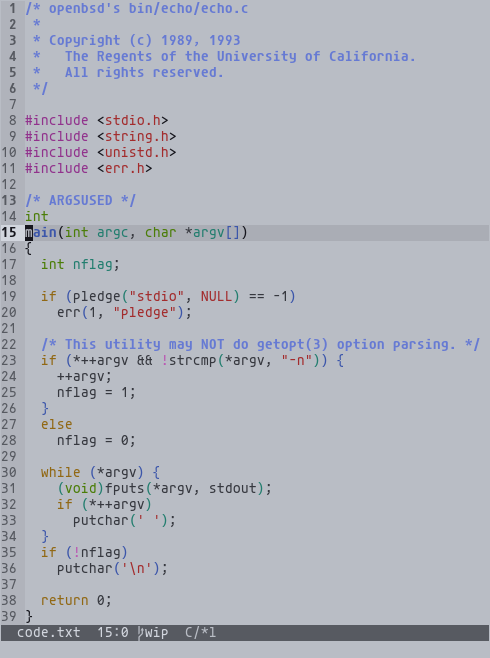 1 /* openbsd's bin/echo/echo.c
2  *
3  * Copyright (c) 1989, 1993
4  *   The Regents of the University of California.
5  *   All rights reserved.
6  */
7
8 #include <stdio.h>
9 #include <string.h>
10 #include <unistd.h>
11 #include <err.h>
12
13 /* ARGSUSED */
14 int
15 main(int argc, char *argv[])
16 {
17   int nflag;
18
19   if (pledge("stdio", NULL) == -1)
20     err(1, "pledge");
21
22   /* This utility may NOT do getopt(3) option parsing. */
23   if (*++argv && !strcmp(*argv, "-n")) {
24     ++argv;
25     nflag = 1;
26   }
27   else
28     nflag = 0;
29
30   while (*argv) {
31     (void)fputs(*argv, stdout);
32     if (*++argv)
33       putchar(' ');
34   }
35   if (!nflag)
36     putchar('\n');
37
38   return 0;
39 }
code.txt  15:0 wip  C/*l